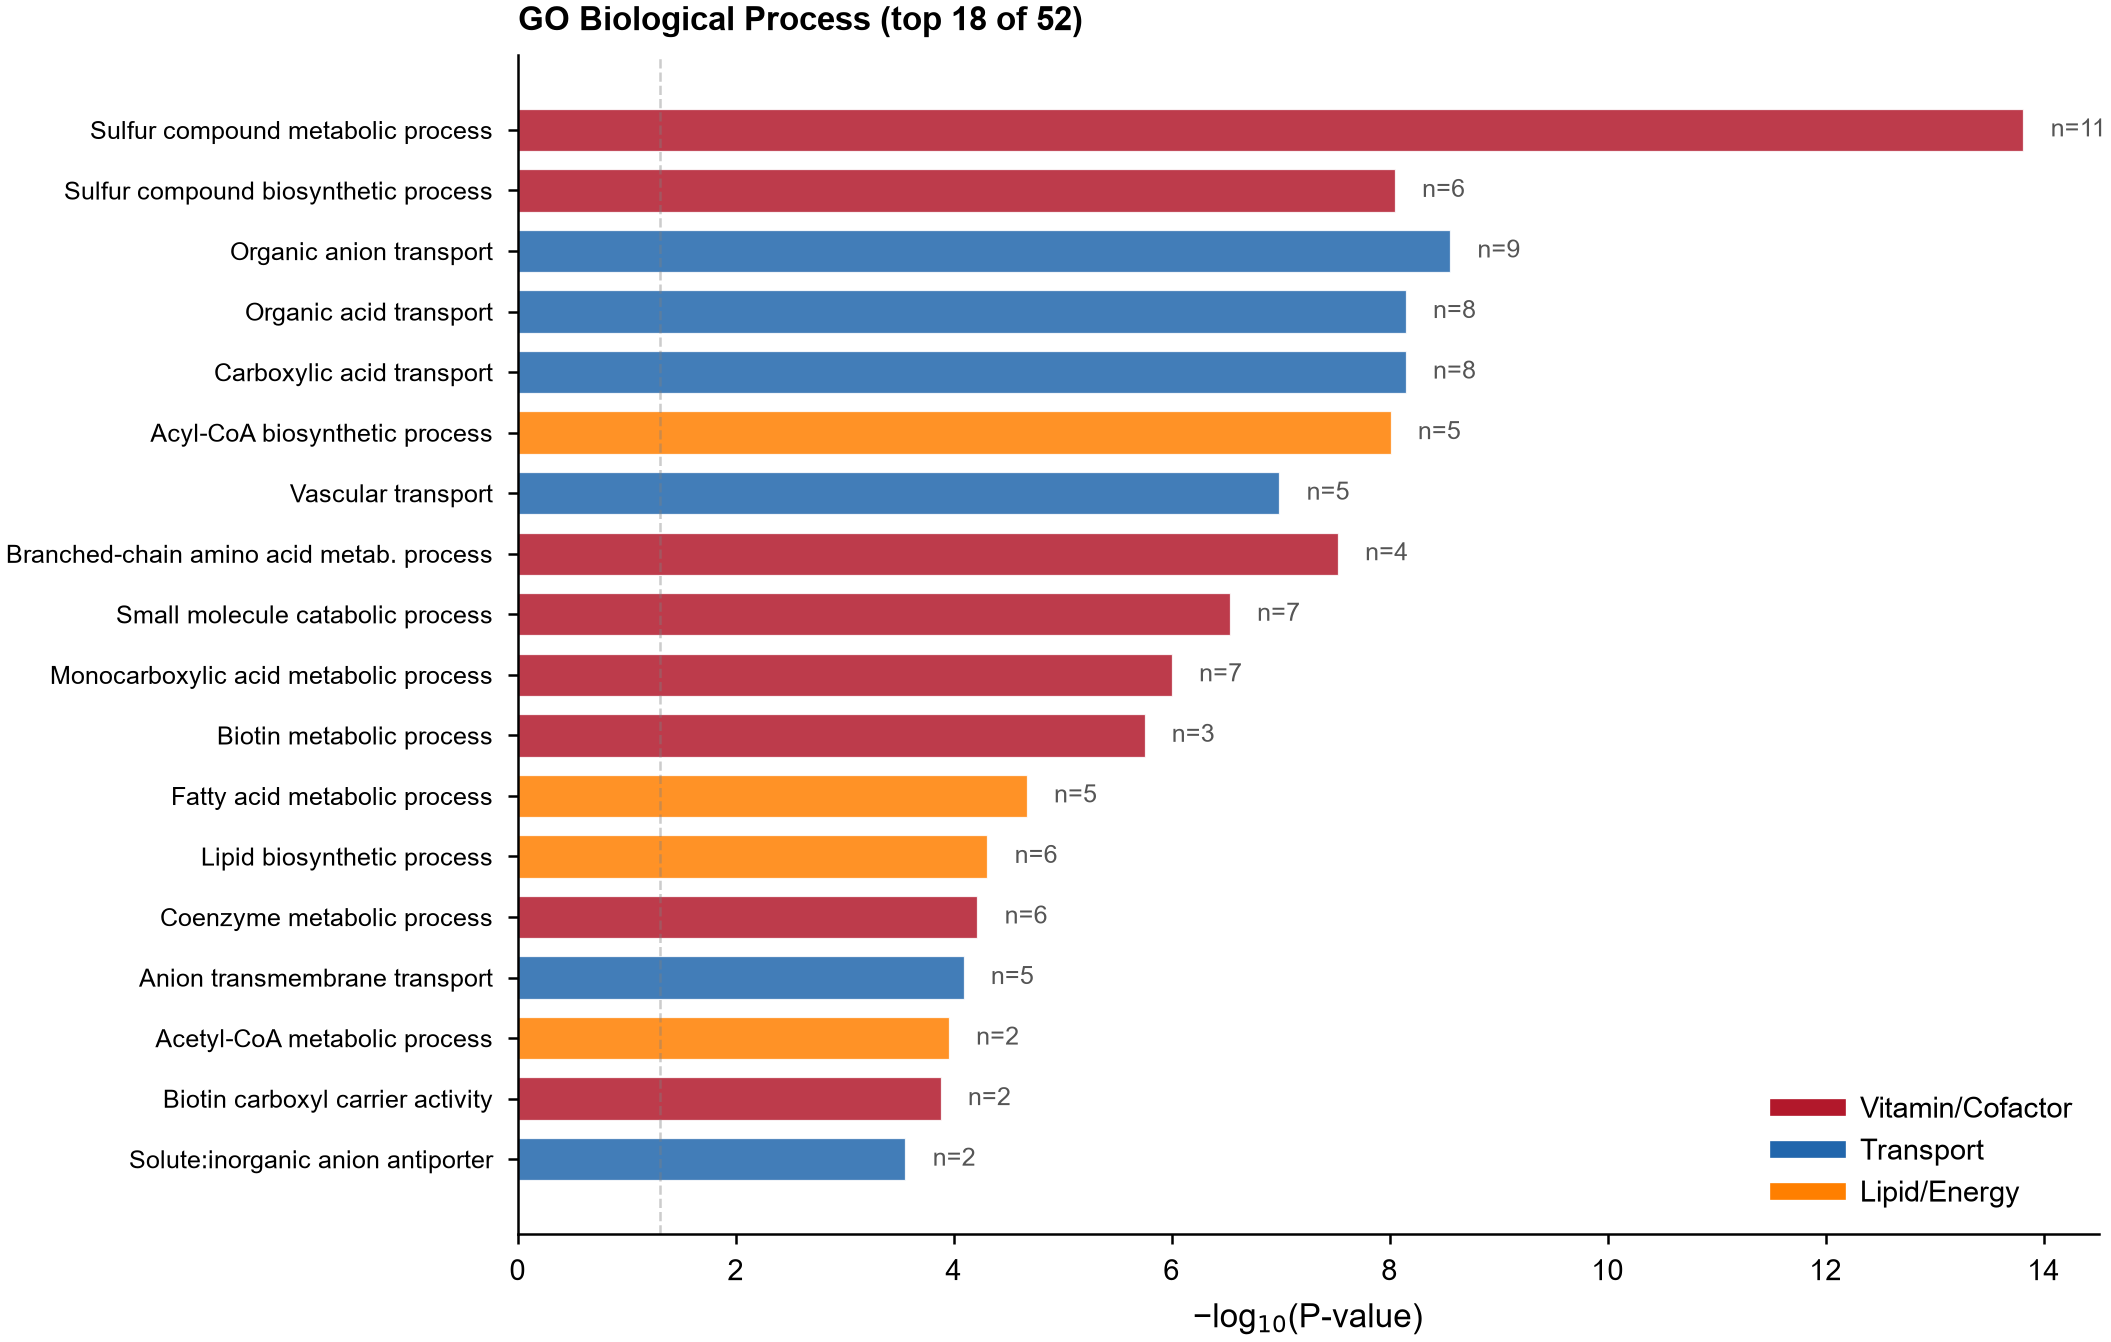 GO Biological Process (top 18 of 52)
Sulfur compound metabolic process n=11
Sulfur compound biosynthetic process n=6
Organic anion transport n=9
Organic acid transport n=8
Carboxylic acid transport n=8
Acyl-CoA biosynthetic process n=5
Vascular transport n=5
Branched-chain amino acid metab. process n=4
Small molecule catabolic process n=7
Monocarboxylic acid metabolic process n=7
Biotin metabolic process n=3
Fatty acid metabolic process n=5
Lipid biosynthetic process n=6
Coenzyme metabolic process n=6
Anion transmembrane transport n=5
Acetyl-CoA metabolic process n=2
Biotin carboxyl carrier activity n=2
Solute:inorganic anion antiporter n=2
Vitamin/Cofactor
Transport
Lipid/Energy
0 2 4 6 8 10 12 14
−log₁₀(P-value)